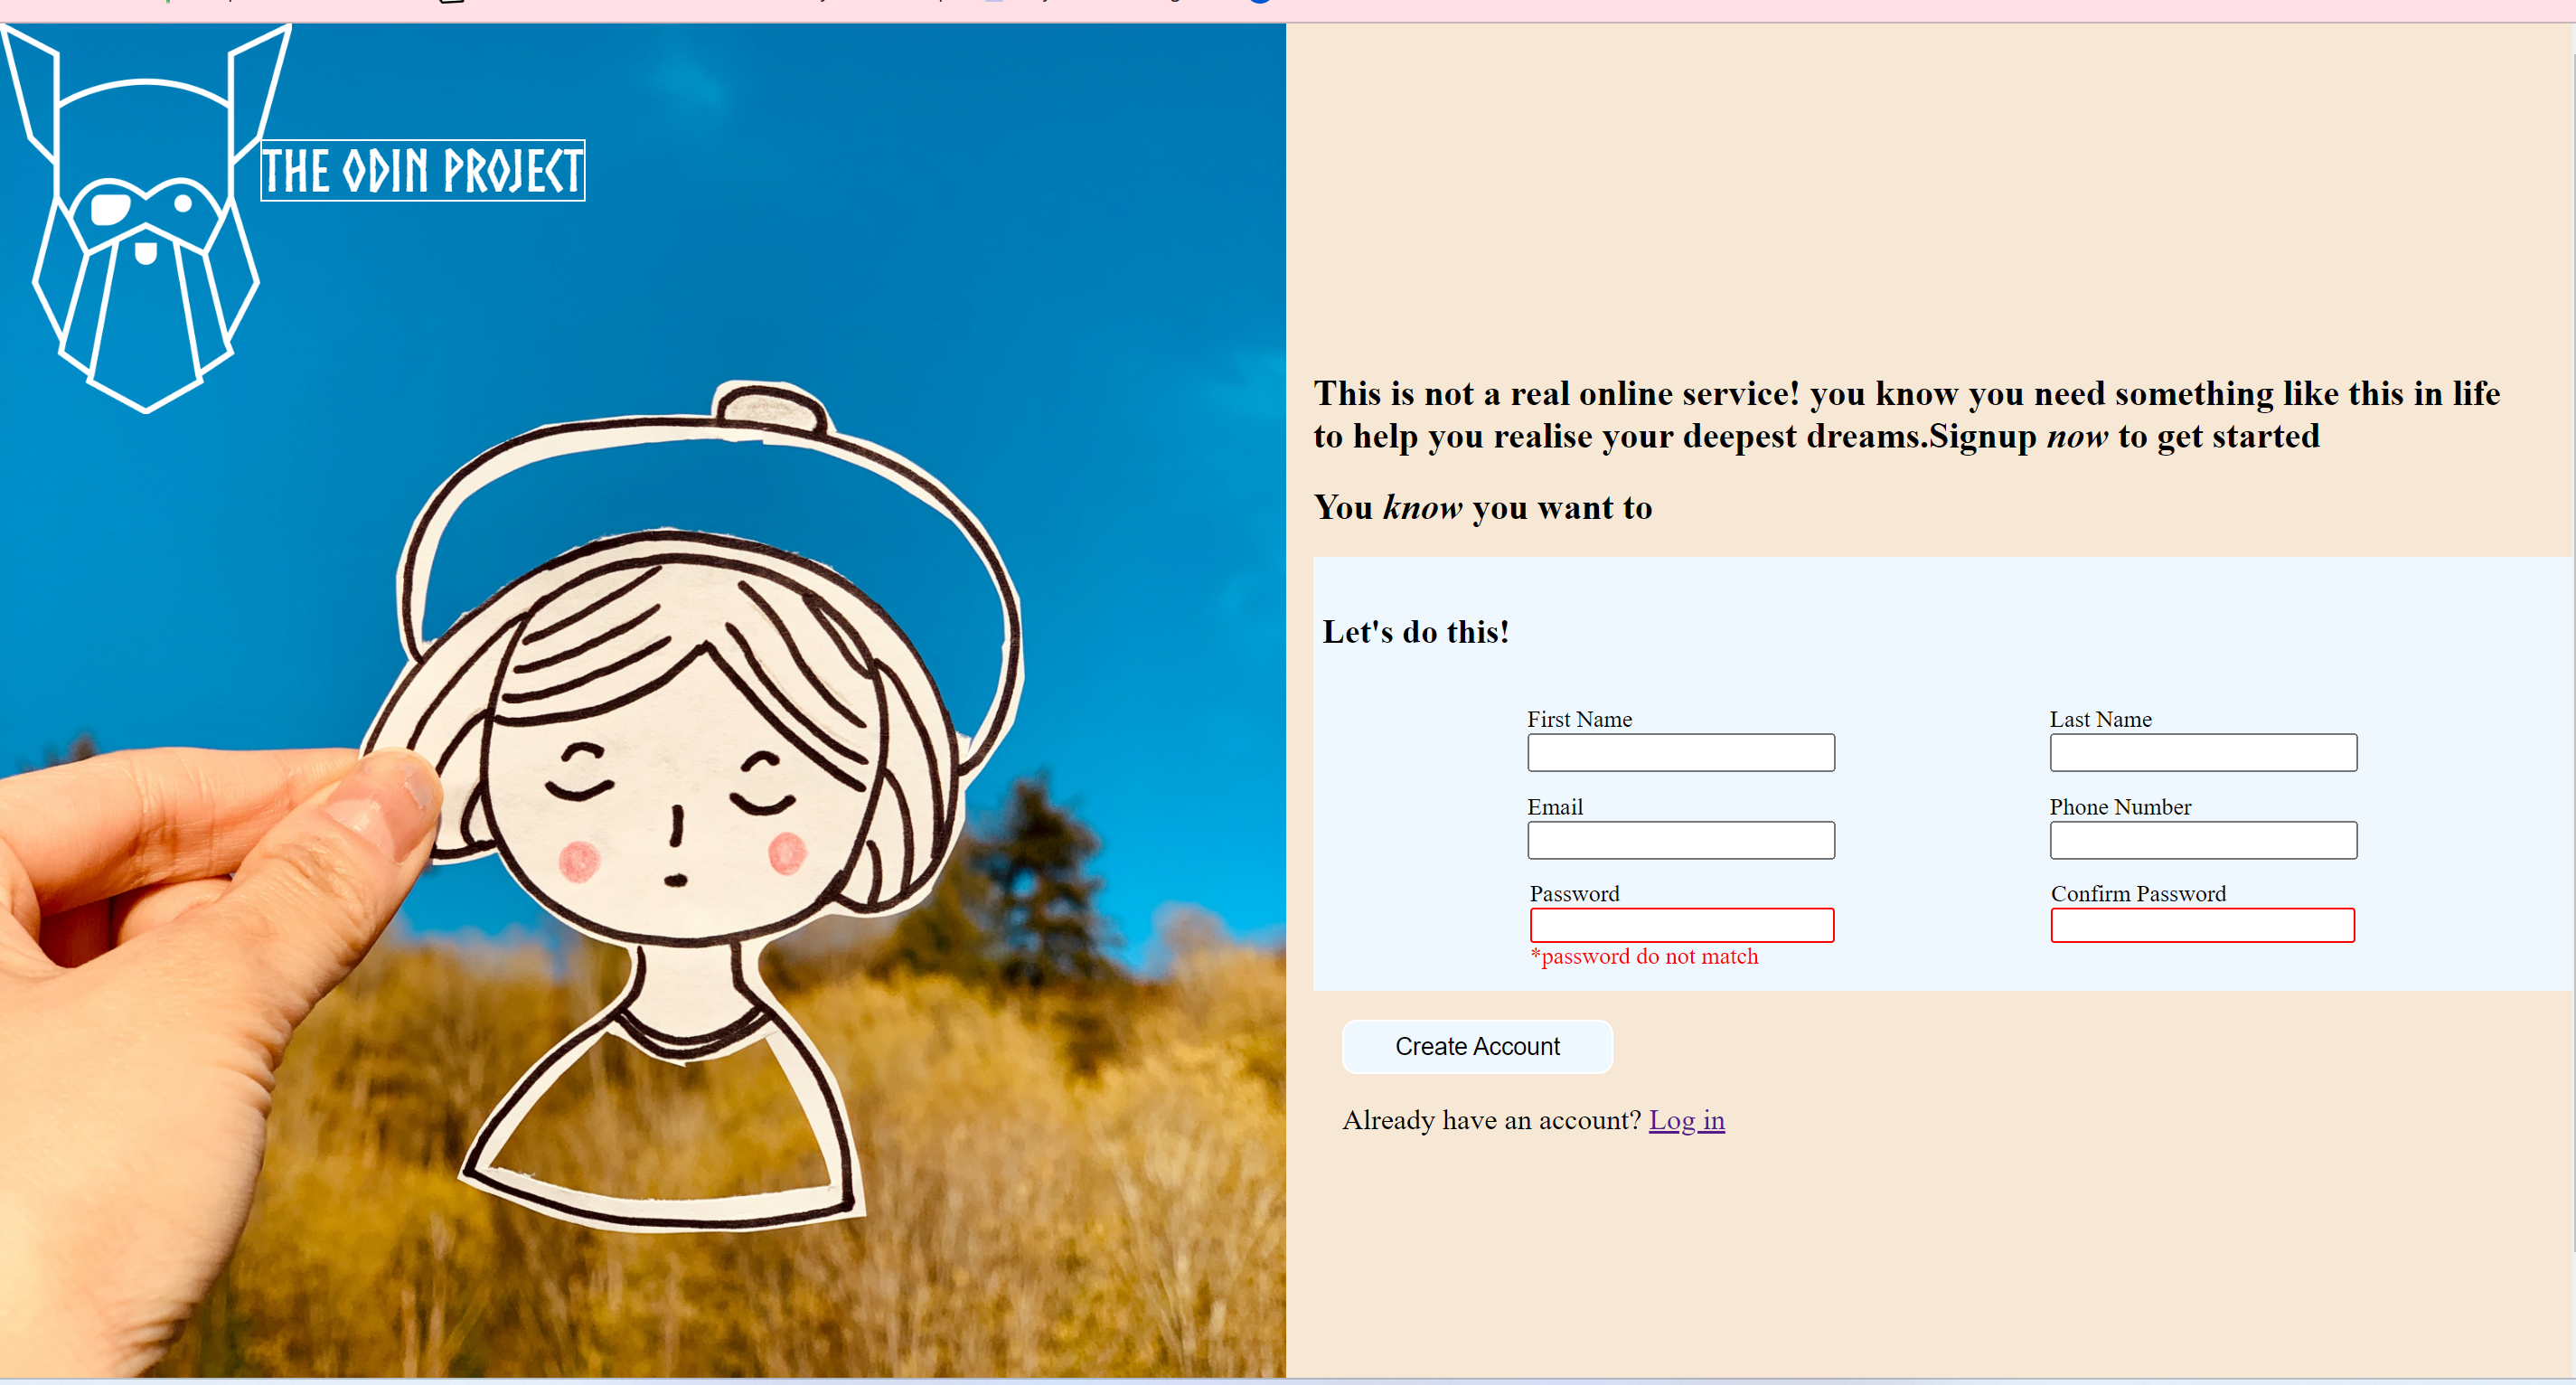 THE ODIN PROJECT
This is not a real online service! you know you need something like this in life
to help you realise your deepest dreams.Signup now to get started
You know you want to
Let's do this!
First Name
Last Name
Email
Phone Number
Password
Confirm Password
*password do not match
Create Account
Already have an account? Log in